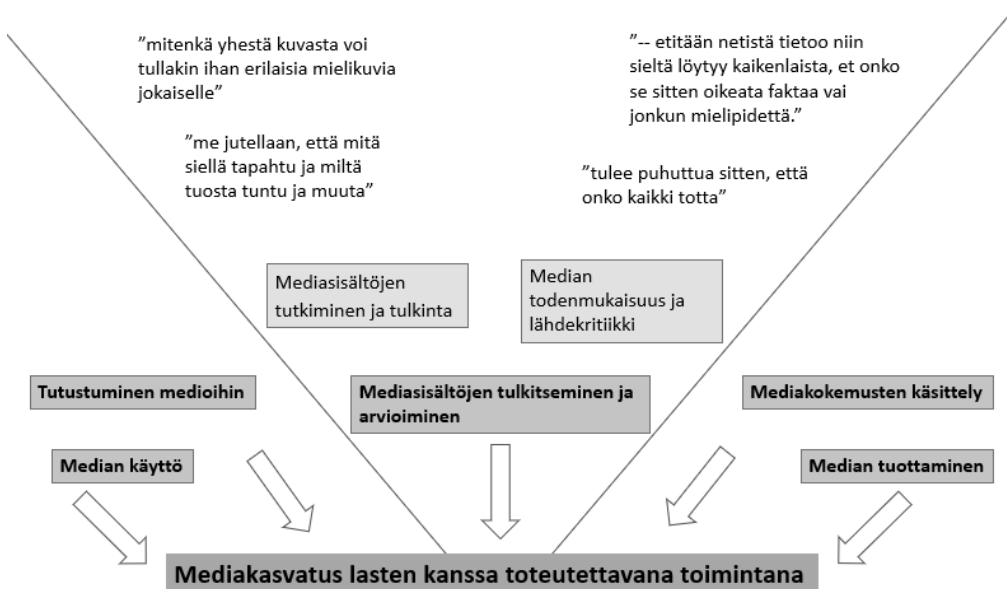 ”mitenkä yhestä kuvasta voi
tullakin ihan erilaisia mielikuvia
jokaiselle”
”me jutellaan, että mitä
siellä tapahtu ja miltä
tuosta tuntu ja muuta”
”-- etitään netistä tietoo niin
sieltä löytyy kaikenlaista, et onko
se sitten oikeata faktaa vai
jonkun mielipidettä.”
”tulee puhuttua sitten, että
onko kaikki totta”
Mediasisältöjen
tutkiminen ja tulkinta
Median
todenmukaisuus ja
lähdekritiikki
Tutustuminen medioihin
Mediasisältöjen tulkitseminen ja
arvioiminen
Mediakokemusten käsittely
Median käyttö
Median tuottaminen
Mediakasvatus lasten kanssa toteutettavana toimintana